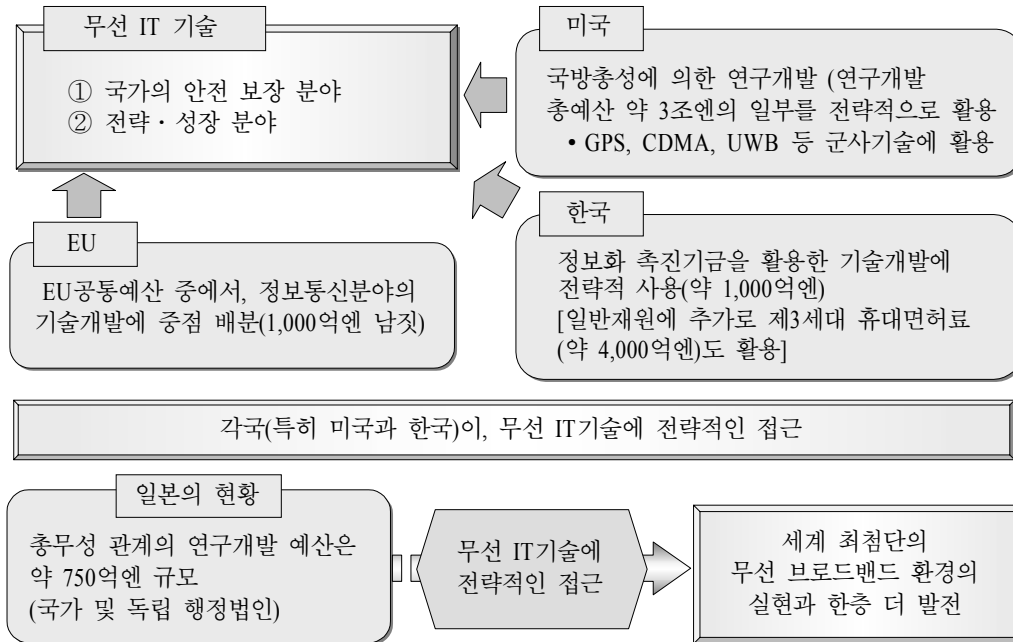 무선 IT 기술
① 국가의 안전 보장 분야
② 전략·성장 분야
미국
국방총성에 의한 연구개발 (연구개발
총예산 약 3조엔의 일부를 전략적으로 활용
• GPS, CDMA, UWB 등 군사기술에 활용
EU
EU공통예산 중에서, 정보통신분야의
기술개발에 중점 배분(1,000억엔 남짓)
한국
정보화 촉진기금을 활용한 기술개발에
전략적 사용(약 1,000억엔)
[일반재원에 추가로 제3세대 휴대면허료
(약 4,000억엔)도 활용]
각국(특히 미국과 한국)이, 무선 IT기술에 전략적인 접근
일본의 현황
총무성 관계의 연구개발 예산은
약 750억엔 규모
(국가 및 독립 행정법인)
무선 IT기술에
전략적인 접근
세계 최첨단의
무선 브로드밴드 환경의
실현과 한층 더 발전